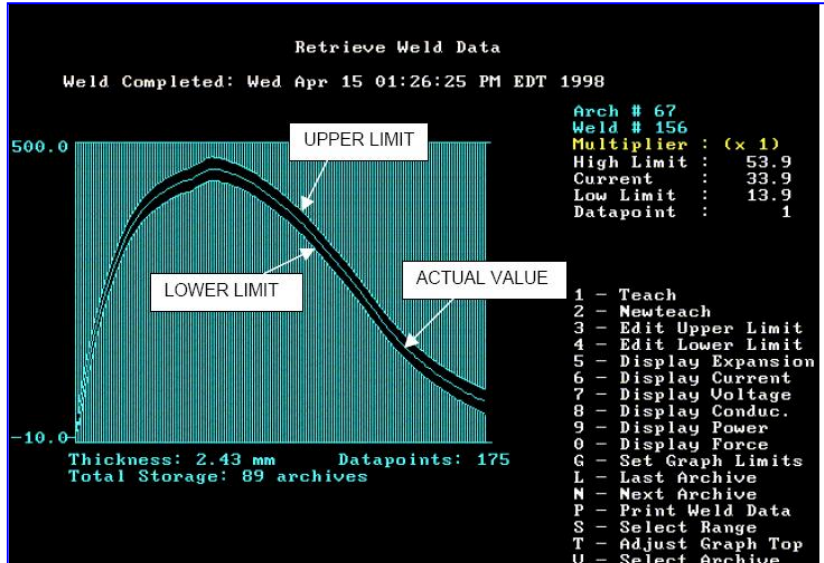 Retrieve Weld Data
Weld Completed: Wed Apr 15 01:26:25 PM EDT 1998
500.0
UPPER LIMIT
LOWER LIMIT
ACTUAL VALUE
-10.0
Thickness: 2.43 mm Datapoints: 175
Total Storage: 89 archives
Arch # 67
Weld # 156
Multiplier : (x 1)
High Limit : 53.9
Current : 33.9
Low Limit : 13.9
Datapoint : 1
1 - Teach
2 - Newteach
3 - Edit Upper Limit
4 - Edit Lower Limit
5 - Display Expansion
6 - Display Current
7 - Display Voltage
8 - Display Conduc.
9 - Display Power
0 - Display Force
G - Set Graph Limits
L - Last Archive
N - Next Archive
P - Print Weld Data
S - Select Range
T - Adjust Graph Top
V - Select Archive